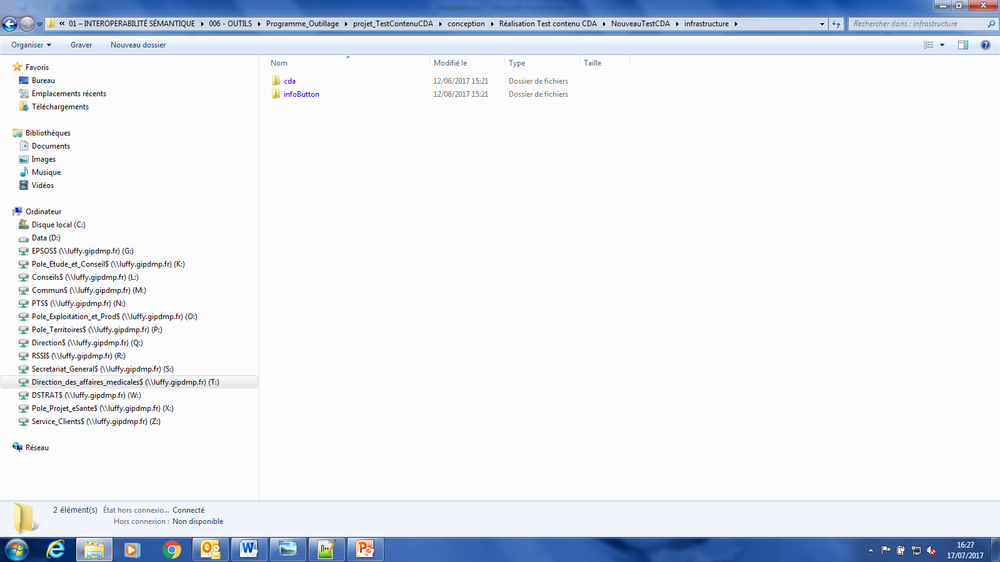 « 01 – INTEROPERABILITÉ SÉMANTIQUE ▸ 006 - OUTILS ▸ Programme_Outillage ▸ projet_TestContenuCDA ▸ conception ▸ Réalisation Test contenu CDA ▸ NouveauTestCDA ▸ infrastructure ▸ Rechercher dans : infrastructure
Organiser Graver Nouveau dossier
Favoris
Bureau
Emplacements récents
Téléchargements
Bibliothèques
Documents
Images
Musique
Vidéos
Ordinateur
Disque local (C:)
Data (D:)
EPSOS$ (\\luffy.gipdmp.fr) (G:)
Pole_Etude_et_Conseil$ (\\luffy.gipdmp.fr) (K:)
Conseils$ (\\luffy.gipdmp.fr) (L:)
Commun$ (\\luffy.gipdmp.fr) (M:)
PTS$ (\\luffy.gipdmp.fr) (N:)
Pole_Exploitation_et_Prod$ (\\luffy.gipdmp.fr) (O:)
Pole_Territoires$ (\\luffy.gipdmp.fr) (P:)
Direction$ (\\luffy.gipdmp.fr) (Q:)
RSSI$ (\\luffy.gipdmp.fr) (R:)
Secretariat_General$ (\\luffy.gipdmp.fr) (S:)
Direction_des_affaires_medicales$ (\\luffy.gipdmp.fr) (T:)
DSTRAT$ (\\luffy.gipdmp.fr) (W:)
Pole_Projet_eSante$ (\\luffy.gipdmp.fr) (X:)
Service_Clients$ (\\luffy.gipdmp.fr) (Z:)
Réseau
Nom Modifié le Type Taille
cda 12/06/2017 15:21 Dossier de fichiers
infoButton 12/06/2017 15:21 Dossier de fichiers
2 élément(s) État hors connexio... Connecté
Hors connexion : Non disponible
16:27
17/07/2017